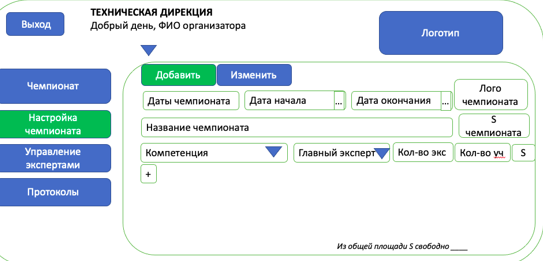 Выход
ТЕХНИЧЕСКАЯ ДИРЕКЦИЯ
Добрый день, ФИО организатора
Логотип
Чемпионат
Настройка
чемпионата
Управление
экспертами
Протоколы
Добавить
Изменить
Даты чемпионата
Дата начала
...
Дата окончания
...
Лого
чемпионата
Название чемпионата
S
чемпионата
Компетенция
Главный эксперт
Кол-во экс
Кол-во уч
S
+
Из общей площади S свободно ____